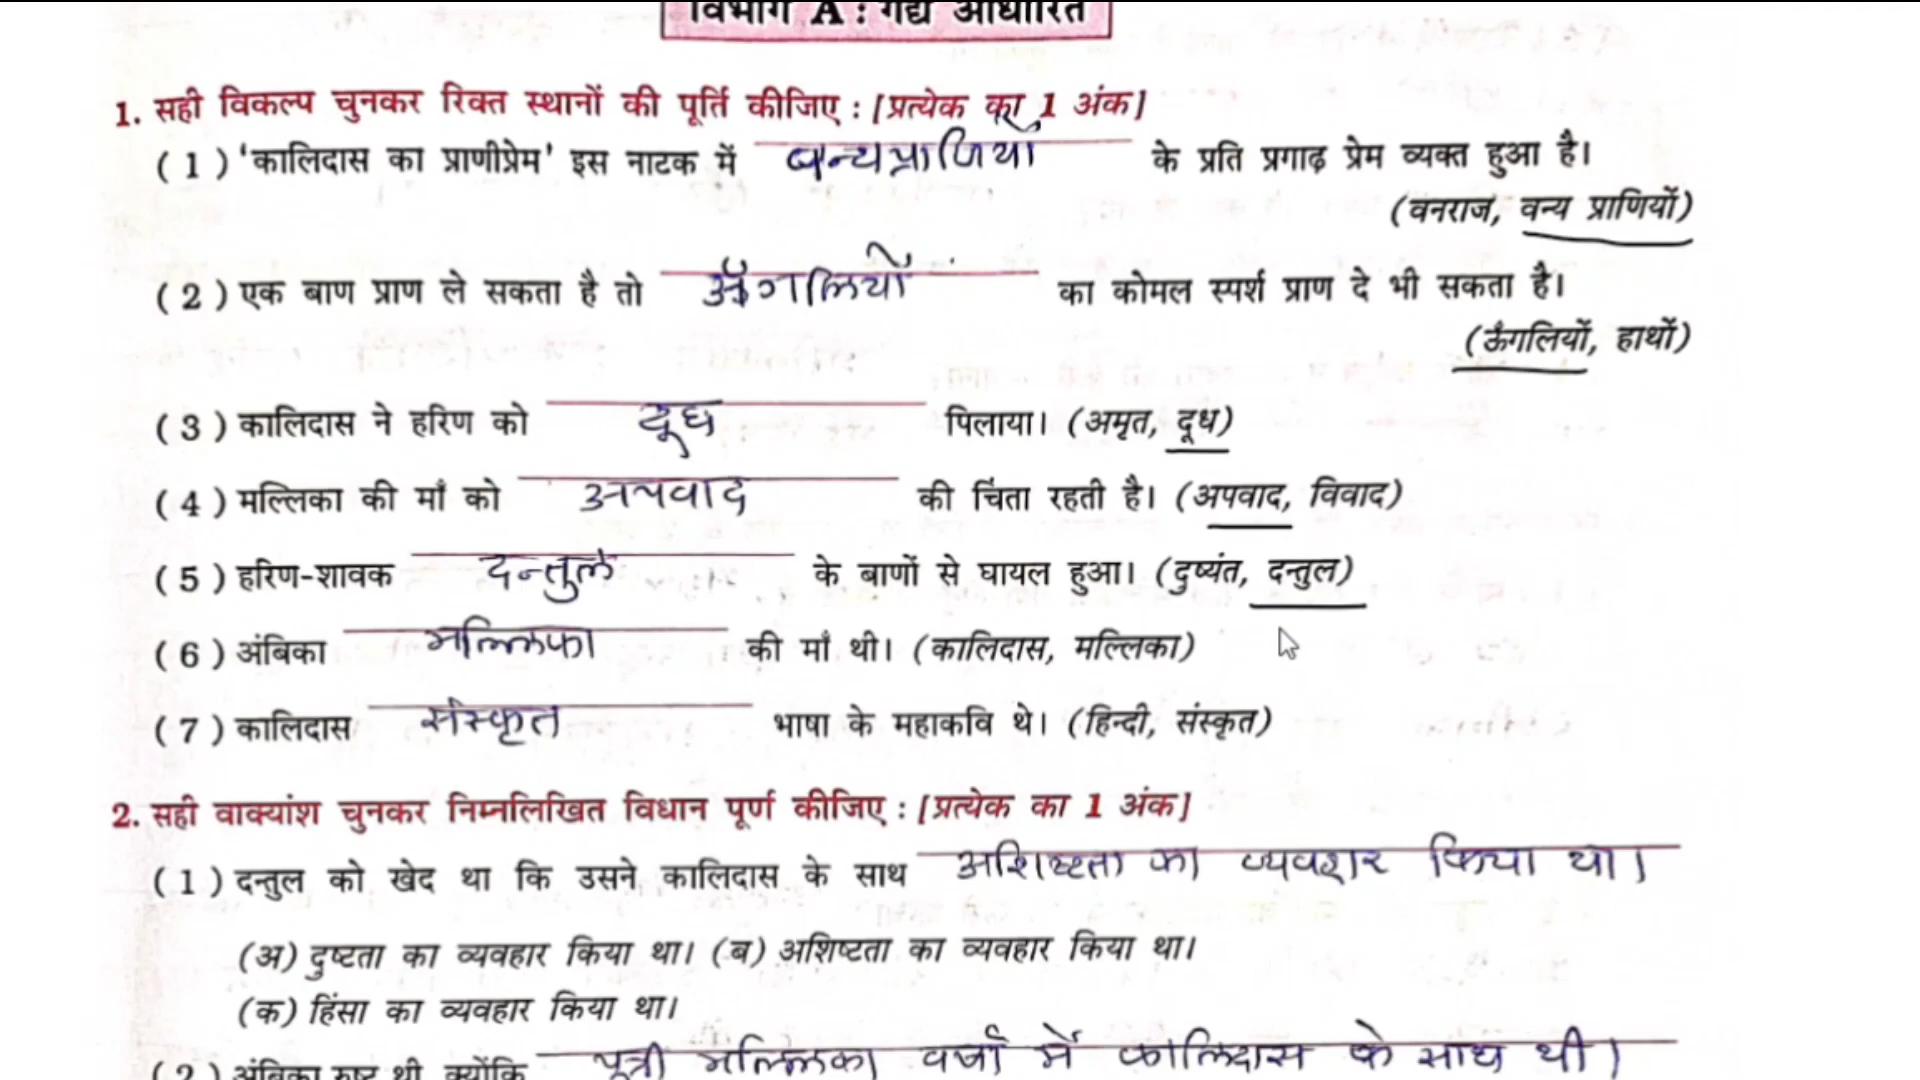 विभाग A : गद्य आधारित
1. सही विकल्प चुनकर रिक्त स्थानों की पूर्ति कीजिए : [प्रत्येक का 1 अंक]
(1) 'कालिदास का प्राणीप्रेम' इस नाटक में वन्यप्राणियों के प्रति प्रगाढ़ प्रेम व्यक्त हुआ है।
(वनराज, वन्य प्राणियों)
(2) एक बाण प्राण ले सकता है तो ऊँगलियों का कोमल स्पर्श प्राण दे भी सकता है।
(ऊँगलियों, हाथों)
(3) कालिदास ने हरिण को दूध पिलाया। (अमृत, दूध)
(4) मल्लिका की माँ को अपवाद की चिंता रहती है। (अपवाद, विवाद)
(5) हरिण-शावक दन्तुल के बाणों से घायल हुआ। (दुष्यंत, दन्तुल)
(6) अंबिका मल्लिका की माँ थी। (कालिदास, मल्लिका)
(7) कालिदास संस्कृत भाषा के महाकवि थे। (हिन्दी, संस्कृत)
2. सही वाक्यांश चुनकर निम्नलिखित विधान पूर्ण कीजिए : [प्रत्येक का 1 अंक]
(1) दन्तुल को खेद था कि उसने कालिदास के साथ अशिष्टता का व्यवहार किया था।
(अ) दुष्टता का व्यवहार किया था। (ब) अशिष्टता का व्यवहार किया था।
(क) हिंसा का व्यवहार किया था।
(2) अंबिका रुष्ट थी, क्योंकि पुत्री मल्लिका वर्षा में कालिदास के साथ थी।